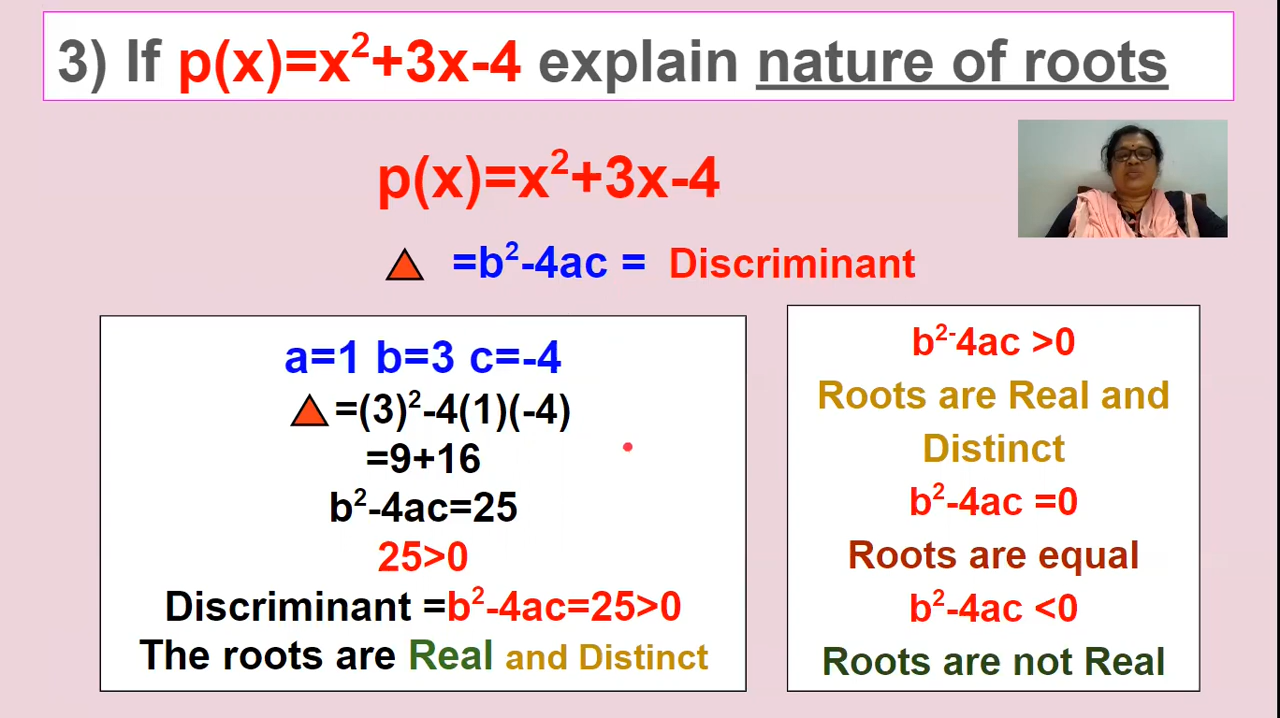 3) If p(x)=x²+3x-4 explain nature of roots
p(x)=x²+3x-4
=b²-4ac = Discriminant
a=1 b=3 c=-4
=(3)²-4(1)(-4)
=9+16
b²-4ac=25
25>0
Discriminant =b²-4ac=25>0
The roots are Real and Distinct
b²⁻4ac >0
Roots are Real and
Distinct
b²-4ac =0
Roots are equal
b²-4ac <0
Roots are not Real